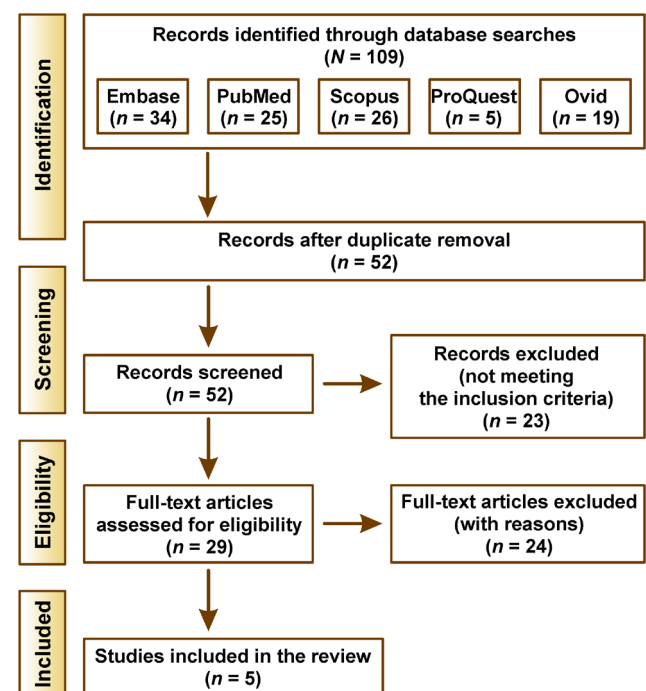 Identification
Records identified through database searches
(N = 109)
Embase
(n = 34)
PubMed
(n = 25)
Scopus
(n = 26)
ProQuest
(n = 5)
Ovid
(n = 19)
Records after duplicate removal
(n = 52)
Screening
Records screened
(n = 52)
Records excluded
(not meeting
the inclusion criteria)
(n = 23)
Eligibility
Full-text articles
assessed for eligibility
(n = 29)
Full-text articles excluded
(with reasons)
(n = 24)
Included
Studies included in the review
(n = 5)